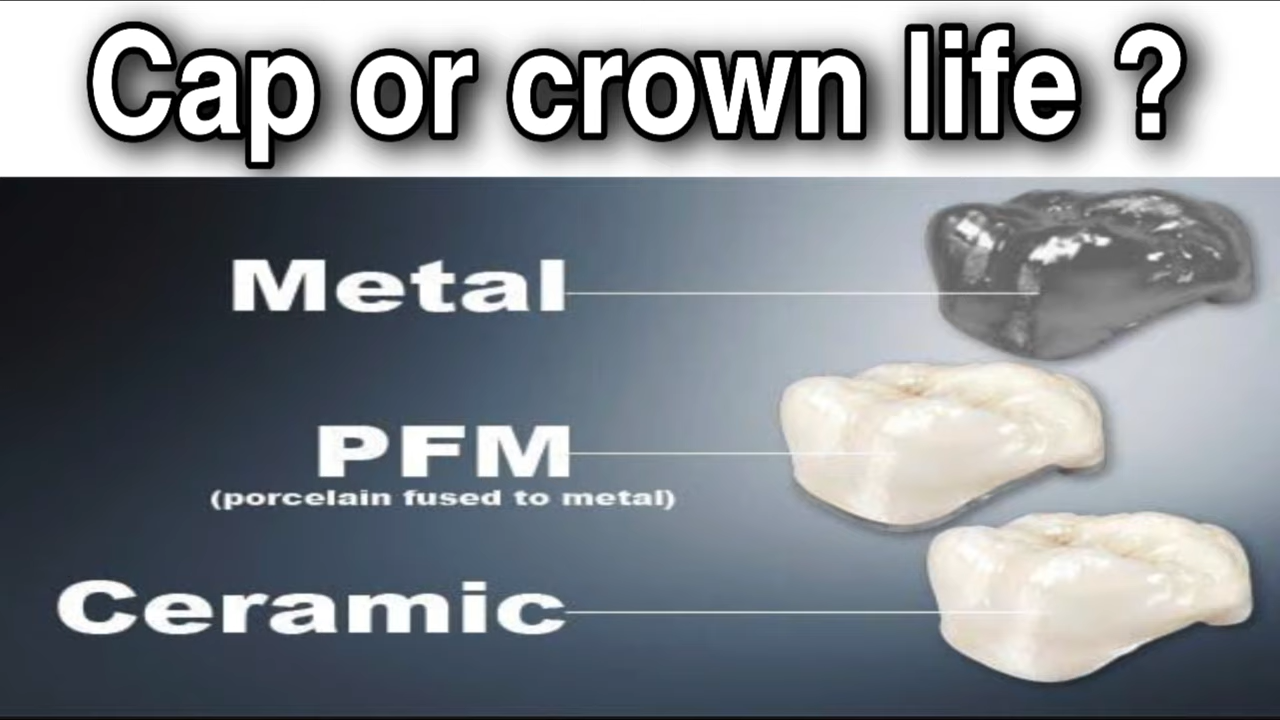 Cap or crown life ?
Metal
PFM
(porcelain fused to metal)
Ceramic